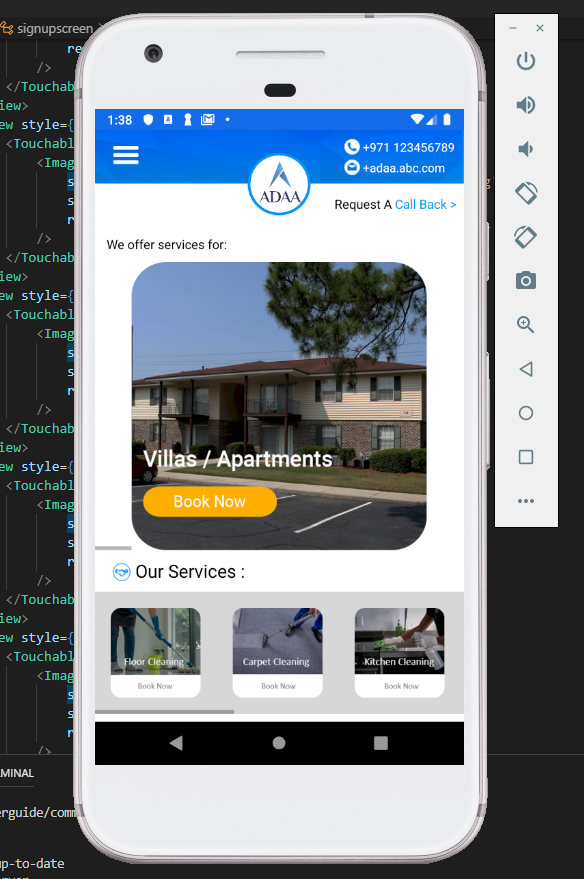 signupscreen
re
/>
</Touchab
iew>
ew style={
<Touchabl
<Imag
s
s
re
/>
</Touchab
iew>
ew style={
<Touchabl
<Imag
s
s
r
/>
</Touchab
iew>
ew style={
<Touchabl
<Imag
s
s
r
/>
</Touchab
iew>
ew style={
<Touchabl
<Imag
s
s
r
/>
MINAL
erguide/comm
up-to-date
1:38
+971 123456789
+adaa.abc.com
ADAA
Request A Call Back >
We offer services for:
Villas / Apartments
Book Now
Our Services :
Floor Cleaning
Book Now
Carpet Cleaning
Book Now
Kitchen Cleaning
Book Now